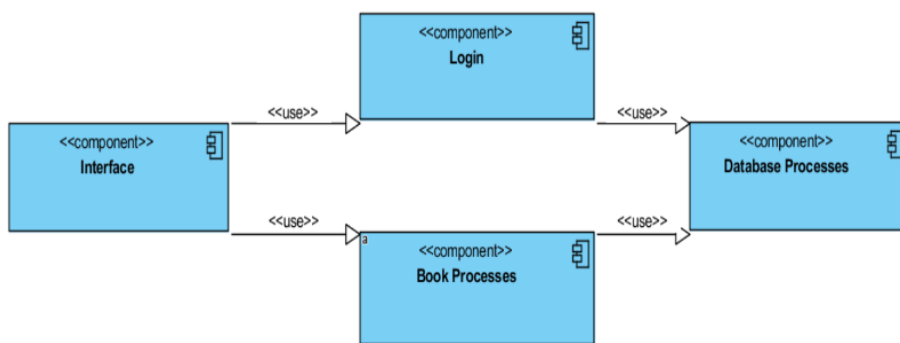 <<component>>
Login
<<use>>
<<use>>
<<component>>
Interface
<<component>>
Database Processes
<<use>>
<<use>>
a
<<component>>
Book Processes